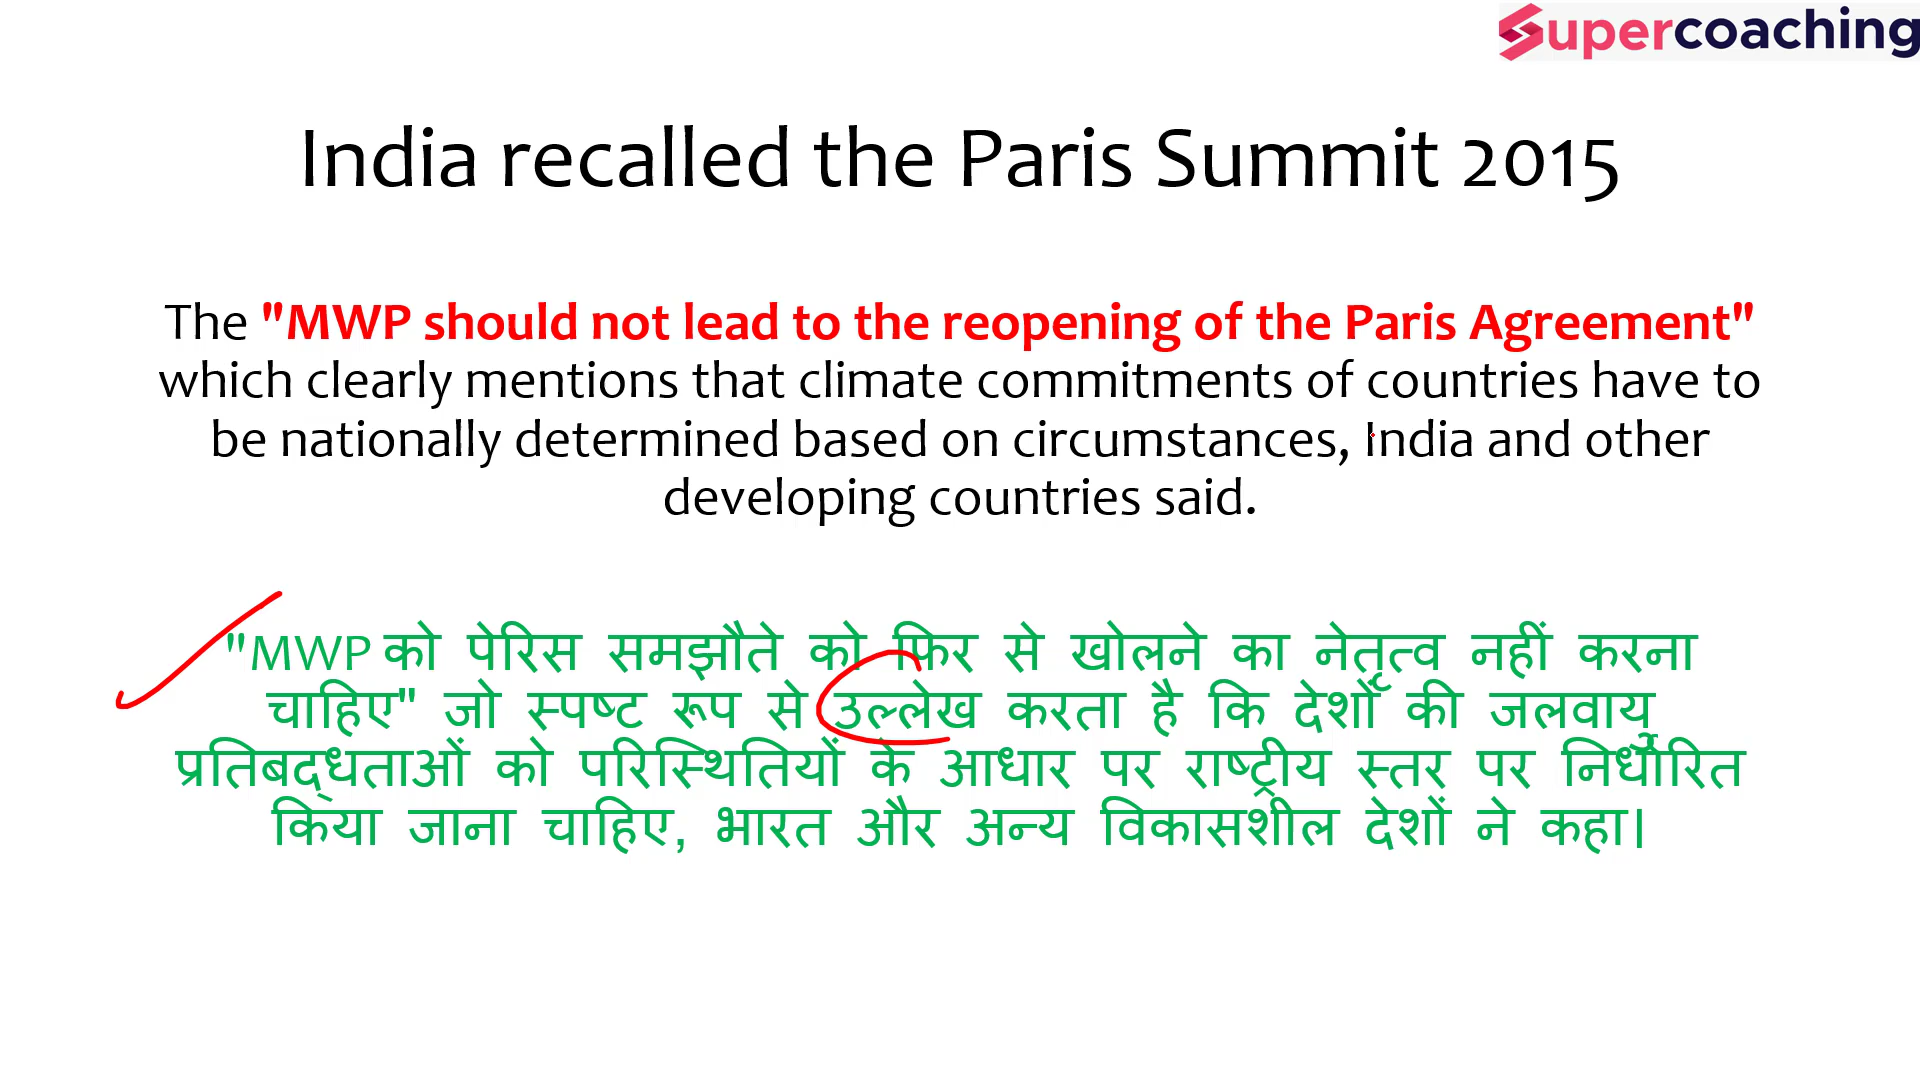 Supercoaching
India recalled the Paris Summit 2015
The "MWP should not lead to the reopening of the Paris Agreement"
which clearly mentions that climate commitments of countries have to
be nationally determined based on circumstances, India and other
developing countries said.
"MWP को पेरिस समझौते को फिर से खोलने का नेतृत्व नहीं करना
चाहिए" जो स्पष्ट रूप से उल्लेख करता है कि देशों की जलवायु
प्रतिबद्धताओं को परिस्थितियों के आधार पर राष्ट्रीय स्तर पर निर्धारित
किया जाना चाहिए, भारत और अन्य विकासशील देशों ने कहा।